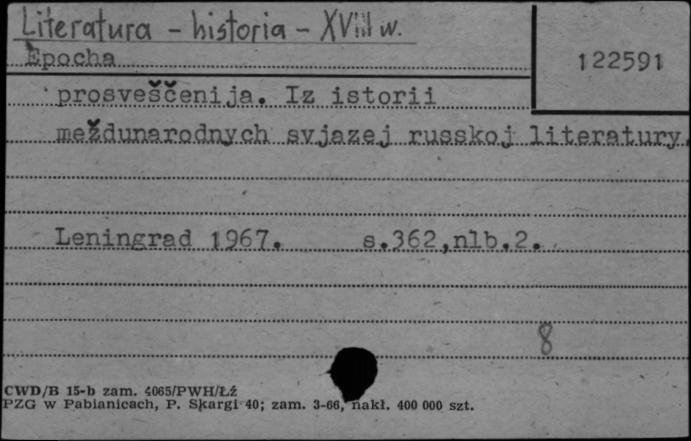 Literatura - historia - XVIII w.
Epocha
122591
prosveščenija. Iz istorii
meždunarodnych svjazej russkoj literatury.
Leningrad 1967. s.362,nlb.2.
8
CWD/B 15-b zam. 4065/PWH/Łź
PZG w Pabianicach, P. Skargi 40; zam. 3-66, nakł. 400 000 szt.